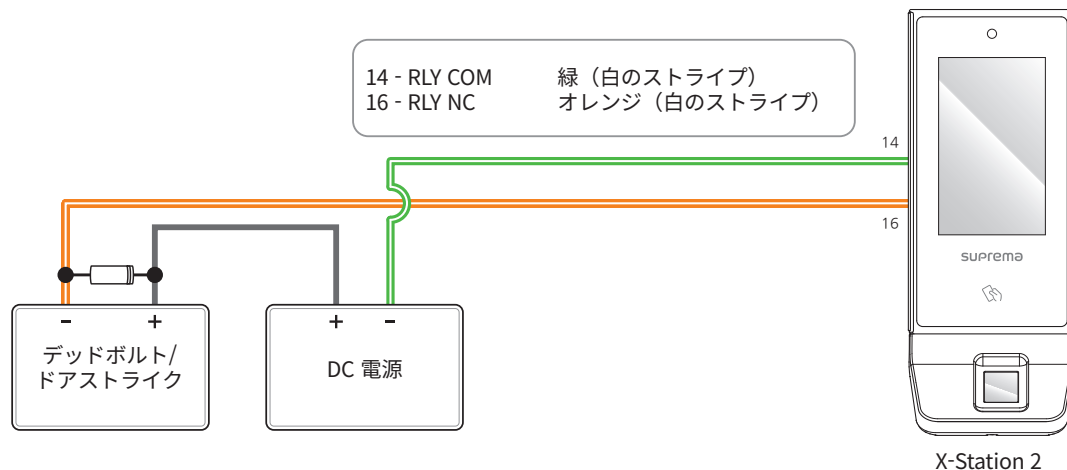 14 - RLY COM 緑（白のストライプ）
16 - RLY NC オレンジ（白のストライプ）
14
16
suprema
- +
デッドボルト/
ドアストライク
+ -
DC 電源
X-Station 2